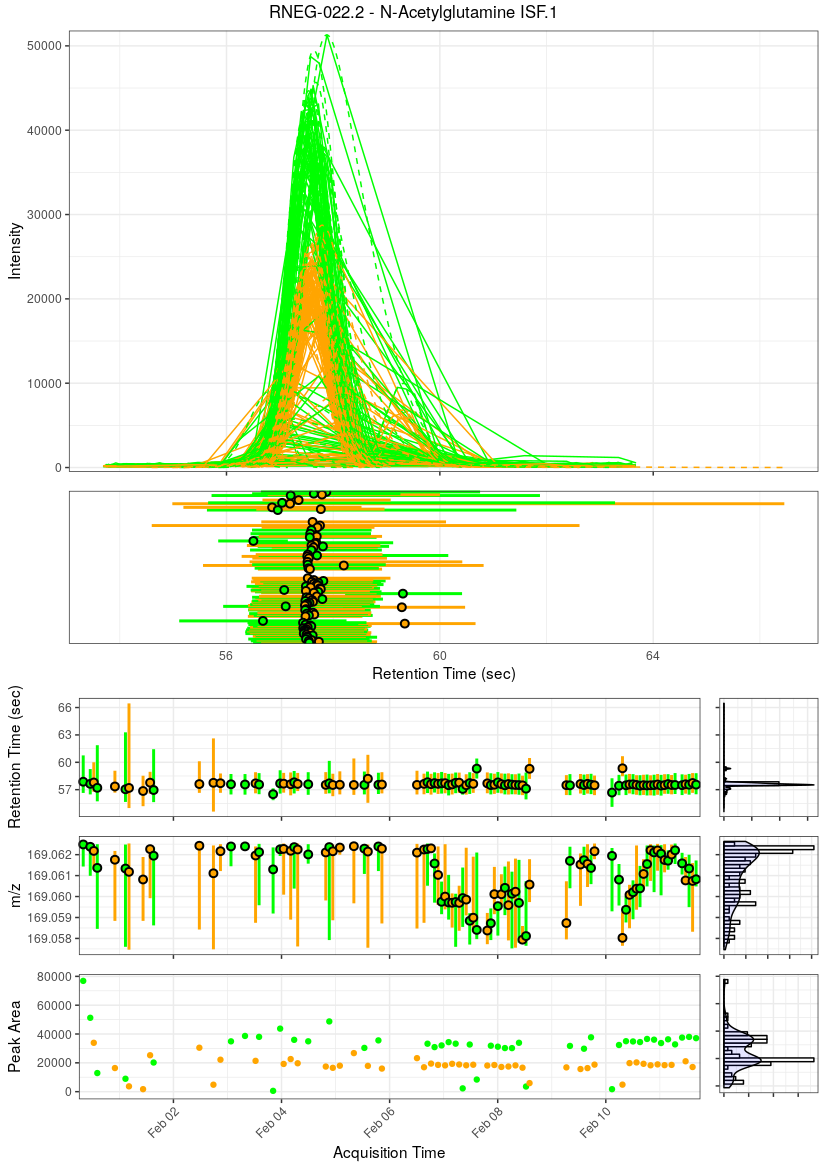 RNEG-022.2 - N-Acetylglutamine ISF.1
50000
40000
30000
20000
10000
0
Intensity
56 60 64
Retention Time (sec)
66
63
60
57
Retention Time (sec)
169.062
169.061
169.060
169.059
169.058
m/z
80000
60000
40000
20000
0
Peak Area
Feb 02 Feb 04 Feb 06 Feb 08 Feb 10
Acquisition Time